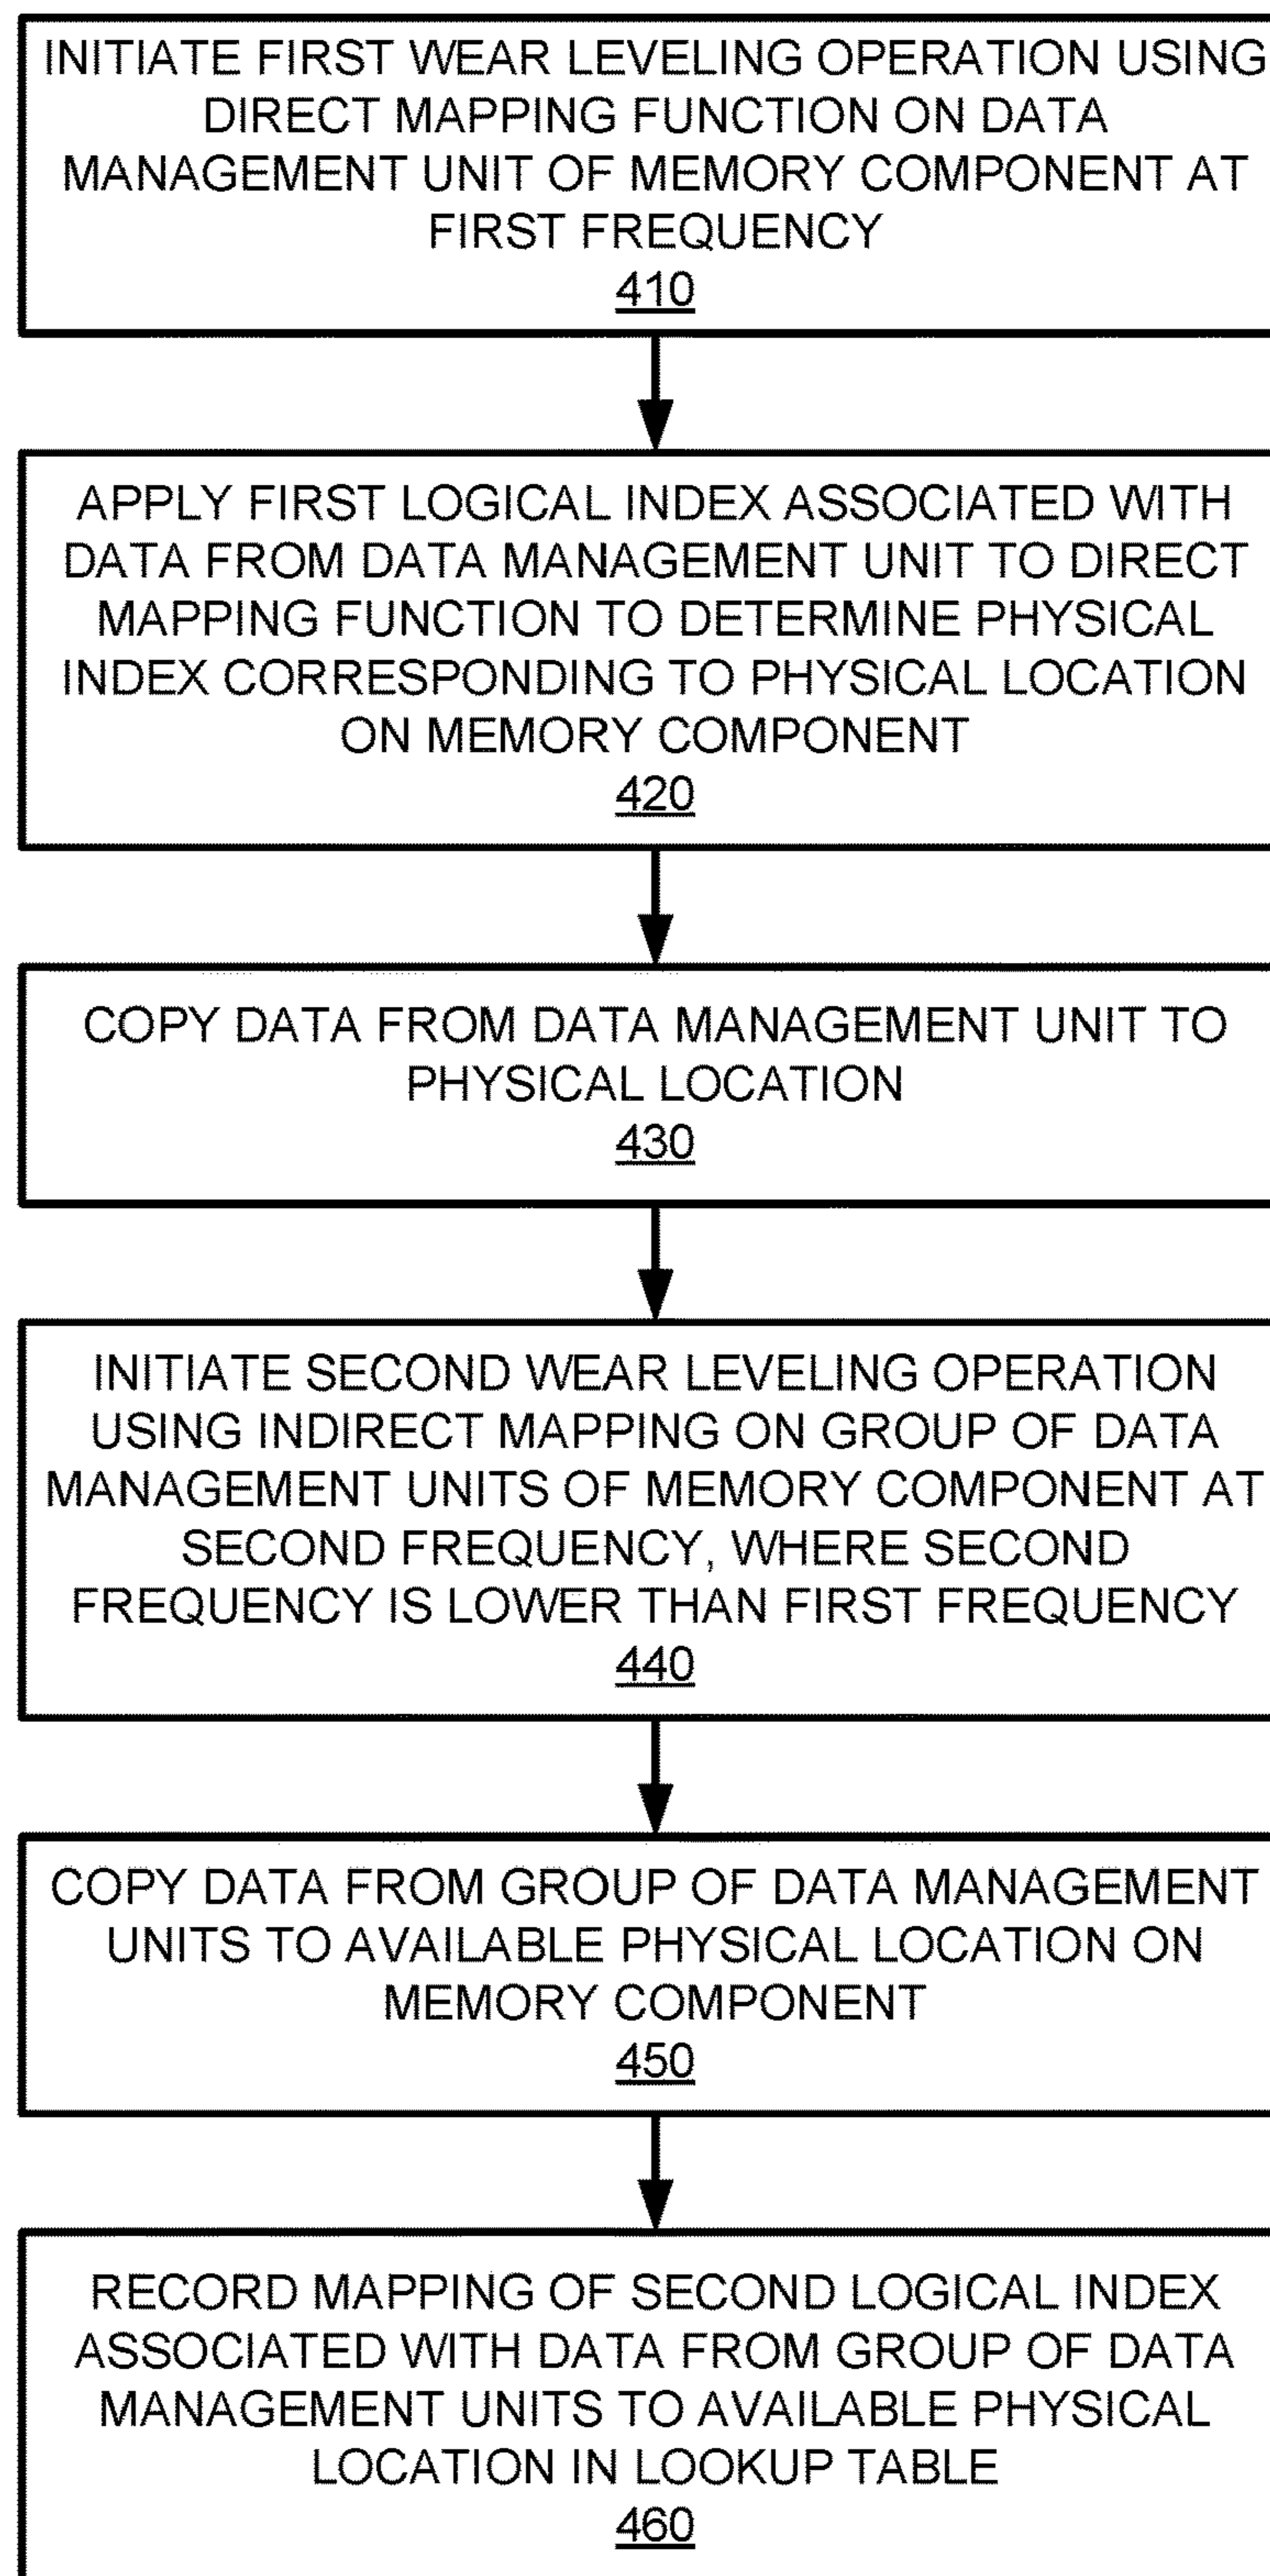 INITIATE FIRST WEAR LEVELING OPERATION USING
DIRECT MAPPING FUNCTION ON DATA
MANAGEMENT UNIT OF MEMORY COMPONENT AT
FIRST FREQUENCY
410
APPLY FIRST LOGICAL INDEX ASSOCIATED WITH
DATA FROM DATA MANAGEMENT UNIT TO DIRECT
MAPPING FUNCTION TO DETERMINE PHYSICAL
INDEX CORRESPONDING TO PHYSICAL LOCATION
ON MEMORY COMPONENT
420
COPY DATA FROM DATA MANAGEMENT UNIT TO
PHYSICAL LOCATION
430
INITIATE SECOND WEAR LEVELING OPERATION
USING INDIRECT MAPPING ON GROUP OF DATA
MANAGEMENT UNITS OF MEMORY COMPONENT AT
SECOND FREQUENCY, WHERE SECOND
FREQUENCY IS LOWER THAN FIRST FREQUENCY
440
COPY DATA FROM GROUP OF DATA MANAGEMENT
UNITS TO AVAILABLE PHYSICAL LOCATION ON
MEMORY COMPONENT
450
RECORD MAPPING OF SECOND LOGICAL INDEX
ASSOCIATED WITH DATA FROM GROUP OF DATA
MANAGEMENT UNITS TO AVAILABLE PHYSICAL
LOCATION IN LOOKUP TABLE
460